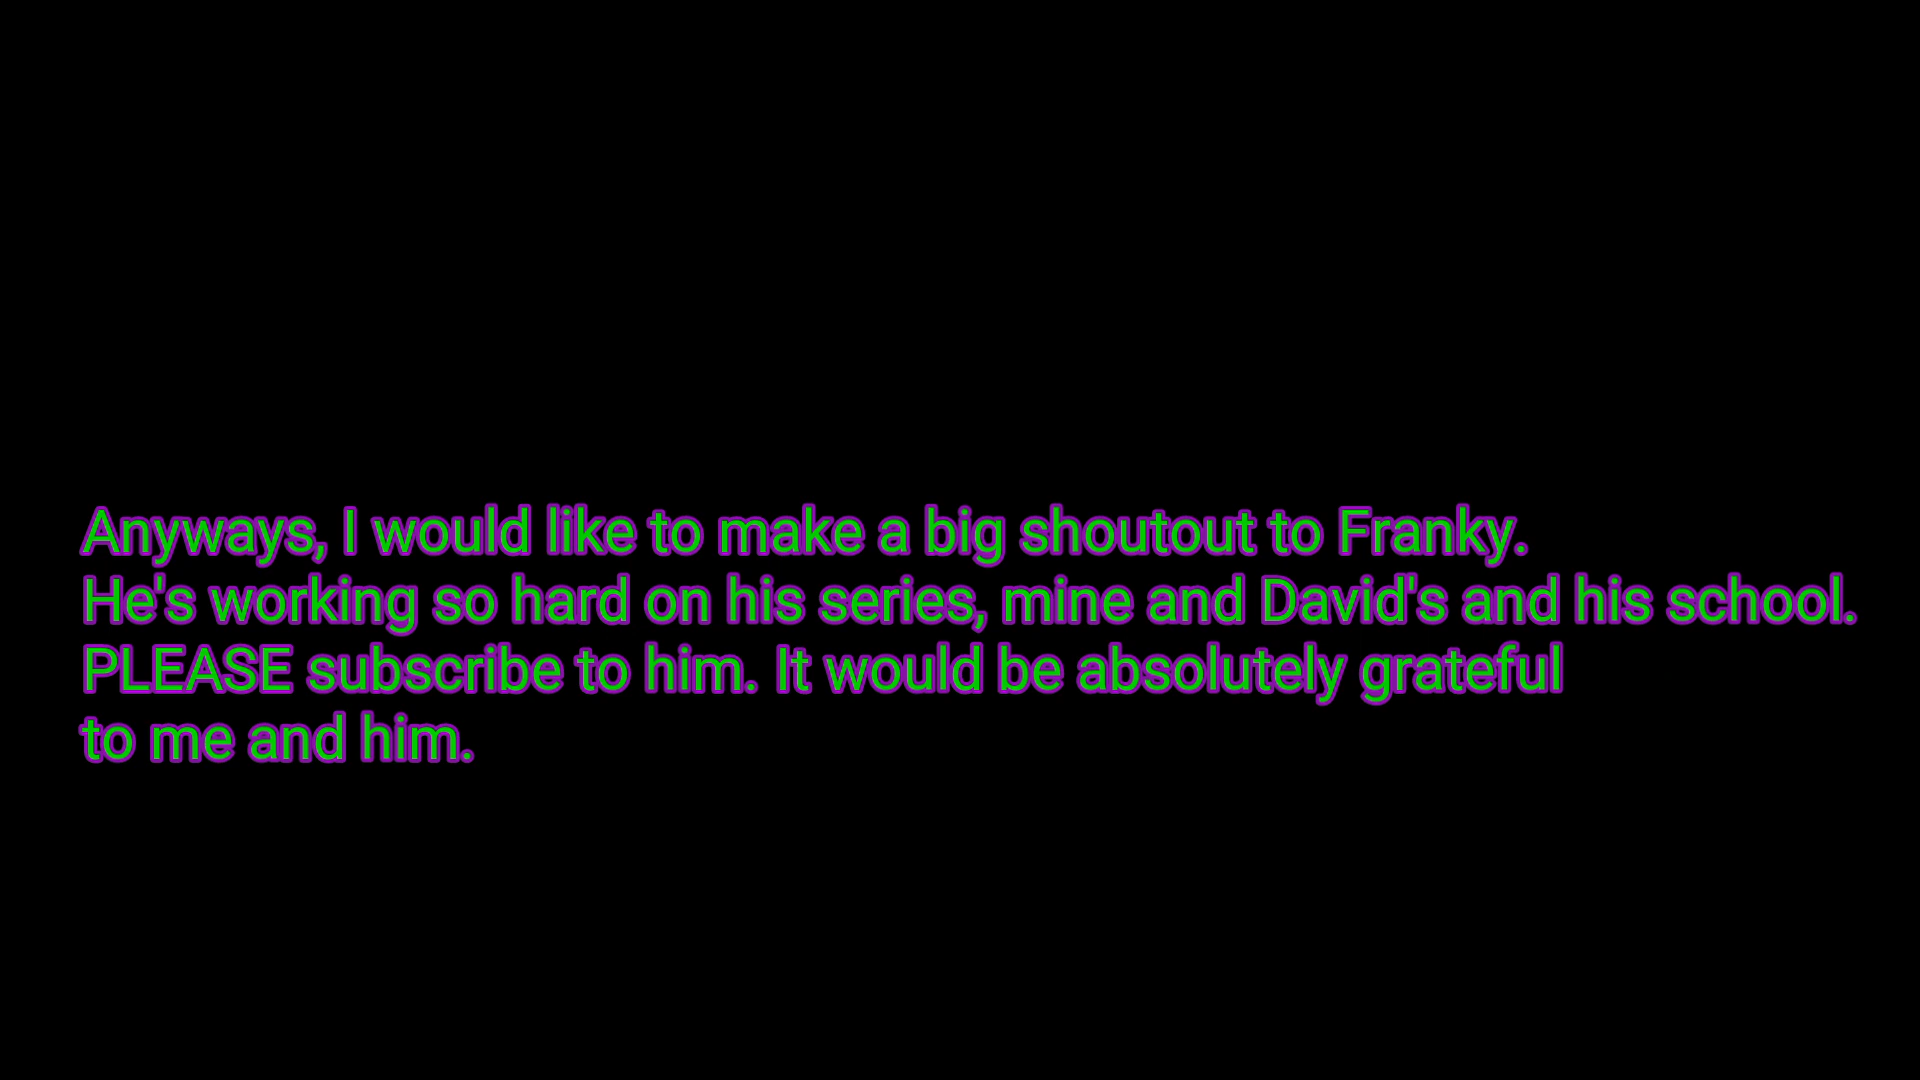 Anyways, I would like to make a big shoutout to Franky.
He's working so hard on his series, mine and David's and his school.
PLEASE subscribe to him. It would be absolutely grateful
to me and him.